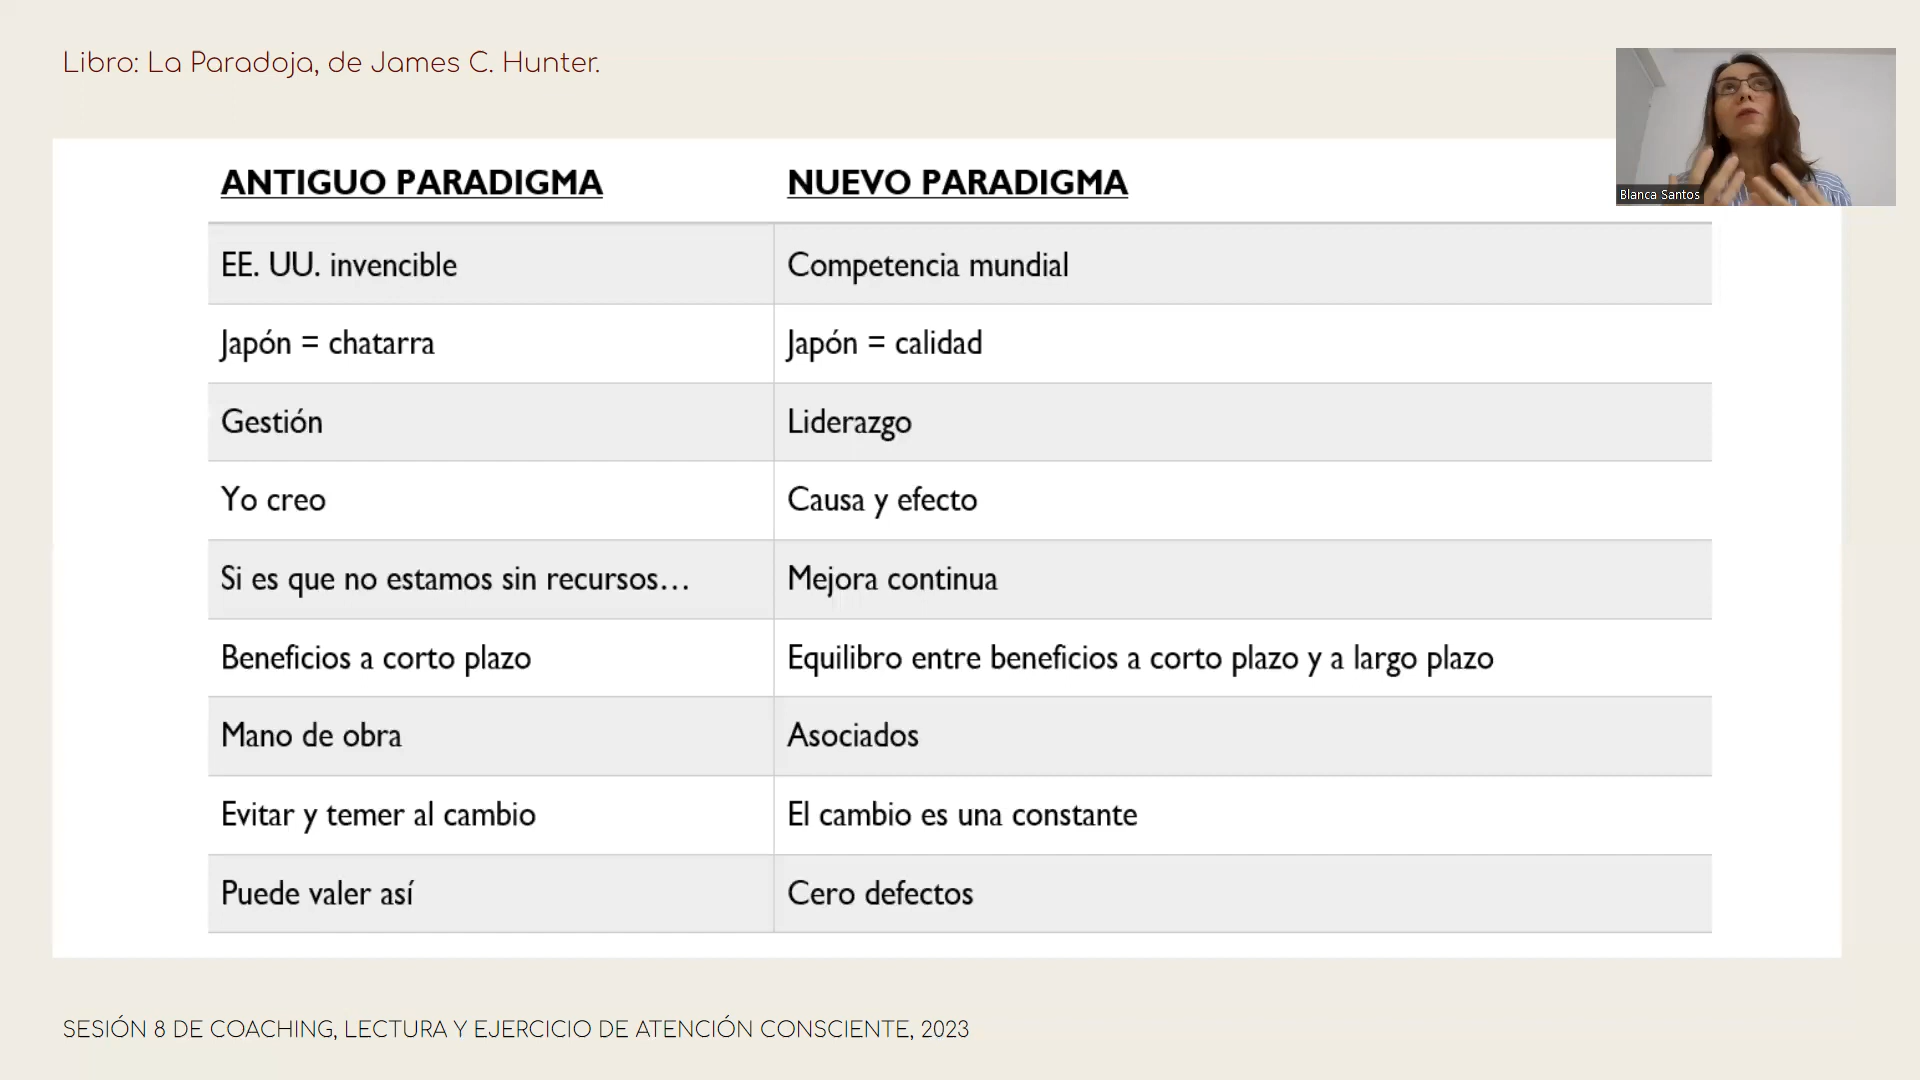 Libro: La Paradoja, de James C. Hunter.
Blanca Santos
ANTIGUO PARADIGMA NUEVO PARADIGMA
EE. UU. invencible Competencia mundial
Japón = chatarra Japón = calidad
Gestión Liderazgo
Yo creo Causa y efecto
Si es que no estamos sin recursos… Mejora continua
Beneficios a corto plazo Equilibro entre beneficios a corto plazo y a largo plazo
Mano de obra Asociados
Evitar y temer al cambio El cambio es una constante
Puede valer así Cero defectos
SESIÓN 8 DE COACHING, LECTURA Y EJERCICIO DE ATENCIÓN CONSCIENTE, 2023